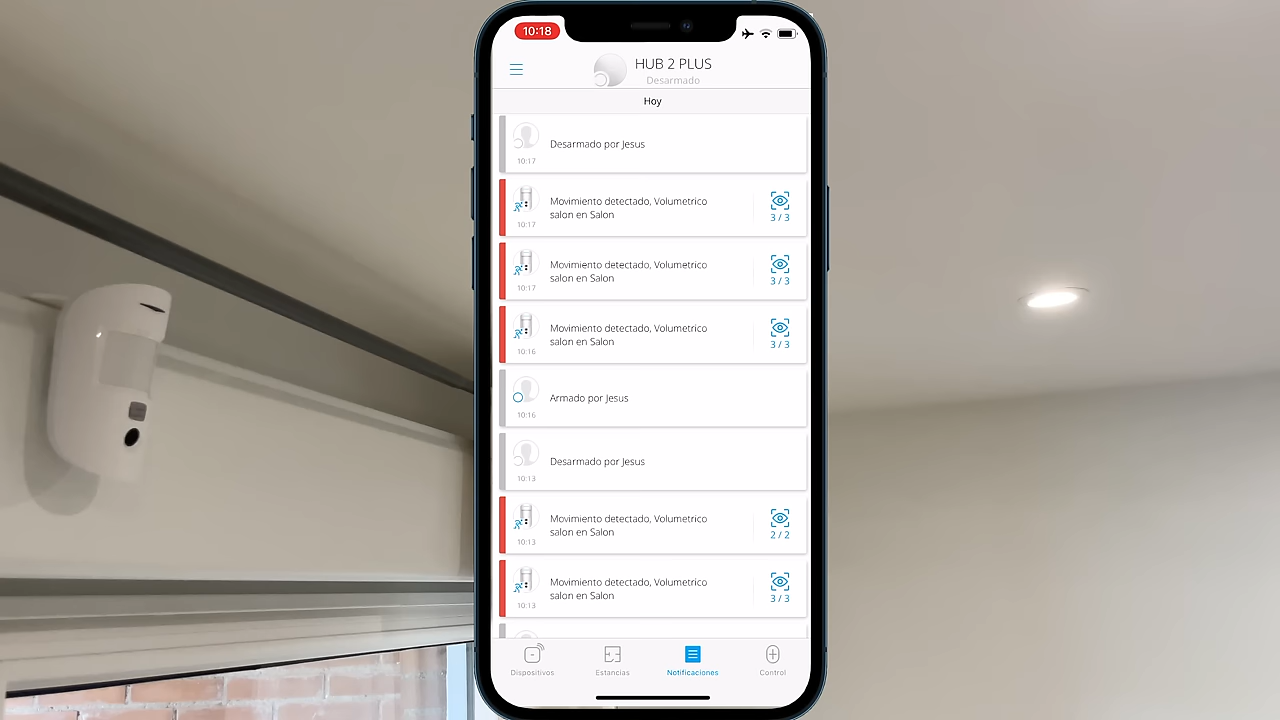 10:18
HUB 2 PLUS
Desarmado
Hoy
Desarmado por Jesus
10:17
Movimiento detectado, Volumetrico
salon en Salon
3 / 3
10:17
Movimiento detectado, Volumetrico
salon en Salon
3 / 3
10:17
Movimiento detectado, Volumetrico
salon en Salon
3 / 3
10:16
Armado por Jesus
10:16
Desarmado por Jesus
10:13
Movimiento detectado, Volumetrico
salon en Salon
2 / 2
10:13
Movimiento detectado, Volumetrico
salon en Salon
3 / 3
10:13
Dispositivos
Estancias
Notificaciones
Control